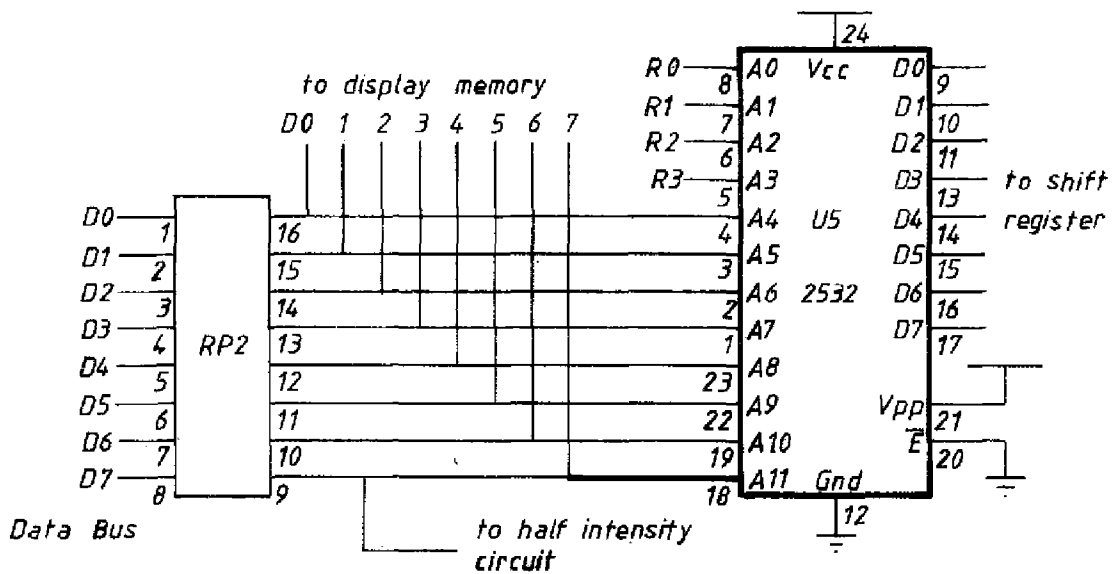 24
R0 8 A0 Vcc D0 9
to display memory
R1 7 A1 D1 10
D0 1 2 3 4 5 6 7
R2 6 A2 D2 11
R3 5 A3 D3 13 to shift
D0 1 16 4 A4 U5 D4 14 register
D1 2 15 3 A5 D5 15
D2 3 14 2 A6 2532 D6 16
D3 4 13 1 A7 D7 17
RP2
D4 5 12 23 A8
D5 6 11 22 A9 Vpp 21
D6 7 10 19 A10 E 20
D7 8 9 18 A11 Gnd
12
Data Bus
to half intensity
circuit